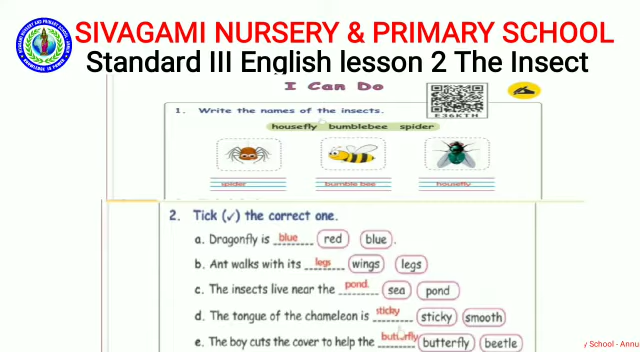 SIVAGAMI NURSERY & PRIMARY SCHOOL
Standard III English lesson 2 The Insect
I Can Do
1. Write the names of the insects.
E36KTH
housefly bumblebee spider
spider bumble bee housefly
2. Tick (✓) the correct one.
a. Dragonfly is blue red blue.
b. Ant walks with its legs wings legs
c. The insects live near the pond. sea pond
d. The tongue of the chameleon is sticky sticky smooth
e. The boy cuts the cover to help the butterfly butterfly beetle
y School - Annu